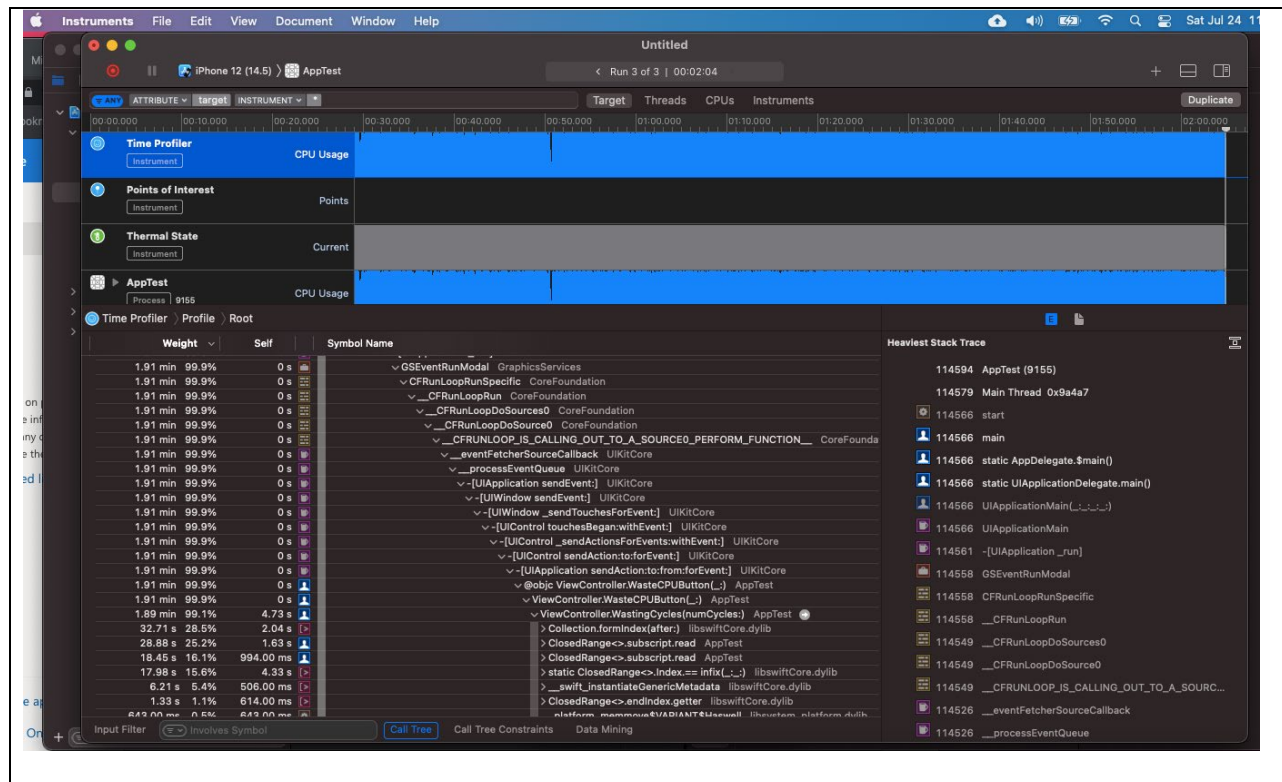 Instruments File Edit View Document Window Help Sat Jul 24 11
Untitled
iPhone 12 (14.5) AppTest Run 3 of 3 | 00:02:04
ANY ATTRIBUTE target INSTRUMENT * Target Threads CPUs Instruments Duplicate
00:00.000 00:10.000 00:20.000 00:30.000 00:40.000 00:50.000 01:00.000 01:10.000 01:20.000 01:30.000 01:40.000 01:50.000 02:00.000
Time Profiler
Instrument CPU Usage
Points of Interest
Instrument Points
Thermal State
Instrument Current
AppTest
Process 9155 CPU Usage
Time Profiler Profile Root
Weight Self Symbol Name
1.91 min 99.9% 0 s GSEventRunModal GraphicsServices
1.91 min 99.9% 0 s CFRunLoopRunSpecific CoreFoundation
1.91 min 99.9% 0 s __CFRunLoopRun CoreFoundation
1.91 min 99.9% 0 s __CFRunLoopDoSources0 CoreFoundation
1.91 min 99.9% 0 s __CFRunLoopDoSource0 CoreFoundation
1.91 min 99.9% 0 s __CFRUNLOOP_IS_CALLING_OUT_TO_A_SOURCE0_PERFORM_FUNCTION__ CoreFounda
1.91 min 99.9% 0 s __eventFetcherSourceCallback UIKitCore
1.91 min 99.9% 0 s __processEventQueue UIKitCore
1.91 min 99.9% 0 s -[UIApplication sendEvent:] UIKitCore
1.91 min 99.9% 0 s -[UIWindow sendEvent:] UIKitCore
1.91 min 99.9% 0 s -[UIWindow _sendTouchesForEvent:] UIKitCore
1.91 min 99.9% 0 s -[UIControl touchesBegan:withEvent:] UIKitCore
1.91 min 99.9% 0 s -[UIControl _sendActionsForEvents:withEvent:] UIKitCore
1.91 min 99.9% 0 s -[UIControl sendAction:to:forEvent:] UIKitCore
1.91 min 99.9% 0 s -[UIApplication sendAction:to:from:forEvent:] UIKitCore
1.91 min 99.9% 0 s @objc ViewController.WasteCPUButton(_:) AppTest
1.91 min 99.9% 0 s ViewController.WasteCPUButton(_:) AppTest
1.89 min 99.1% 4.73 s ViewController.WastingCycles(numCycles:) AppTest
32.71 s 28.5% 2.04 s Collection.formIndex(after:) libswiftCore.dylib
28.88 s 25.2% 1.63 s ClosedRange<>.subscript.read AppTest
18.45 s 16.1% 994.00 ms ClosedRange<>.subscript.read AppTest
17.98 s 15.6% 4.33 s static ClosedRange<>.Index.== infix(_:_:) libswiftCore.dylib
6.21 s 5.4% 506.00 ms __swift_instantiateGenericMetadata libswiftCore.dylib
1.33 s 1.1% 614.00 ms ClosedRange<>.endIndex.getter libswiftCore.dylib
643.00 ms 0.5% 643.00 ms _platform_memmove$VARIANT$Haswell libsystem_platform.dylib
Input Filter Involves Symbol Call Tree Call Tree Constraints Data Mining
E
Heaviest Stack Trace
114594 AppTest (9155)
114579 Main Thread 0x9a4a7
114566 start
114566 main
114566 static AppDelegate.$main()
114566 static UIApplicationDelegate.main()
114566 UIApplicationMain(_:_:_:_:)
114566 UIApplicationMain
114561 -[UIApplication _run]
114558 GSEventRunModal
114558 CFRunLoopRunSpecific
114558 __CFRunLoopRun
114549 __CFRunLoopDoSources0
114549 __CFRunLoopDoSource0
114549 __CFRUNLOOP_IS_CALLING_OUT_TO_A_SOURC...
114526 __eventFetcherSourceCallback
114526 __processEventQueue